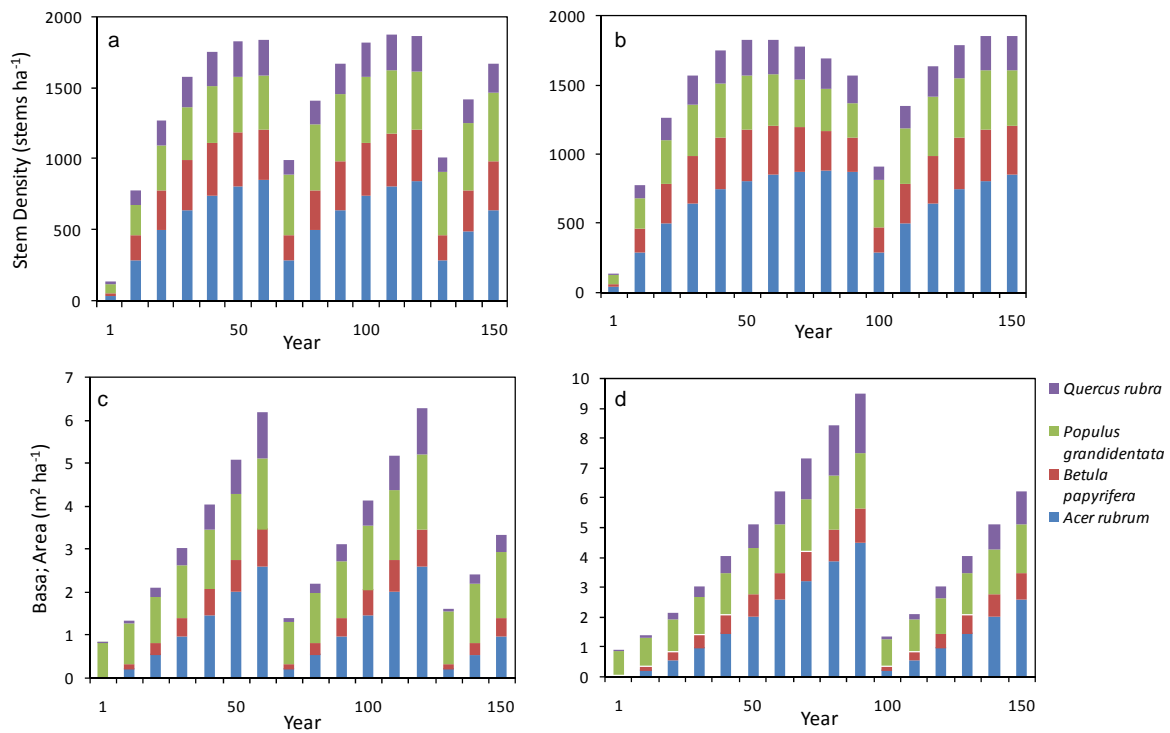 a
2000
1500
1000
500
0
Stem Density (stems ha-1)
1 50 100 150
Year
b
2000
1500
1000
500
0
1 50 100 150
Year
c
7
6
5
4
3
2
1
0
Basa; Area (m2 ha-1)
1 50 100 150
Year
d
10
9
8
7
6
5
4
3
2
1
0
1 50 100 150
Year
Quercus rubra
Populus
grandidentata
Betula
papyrifera
Acer rubrum